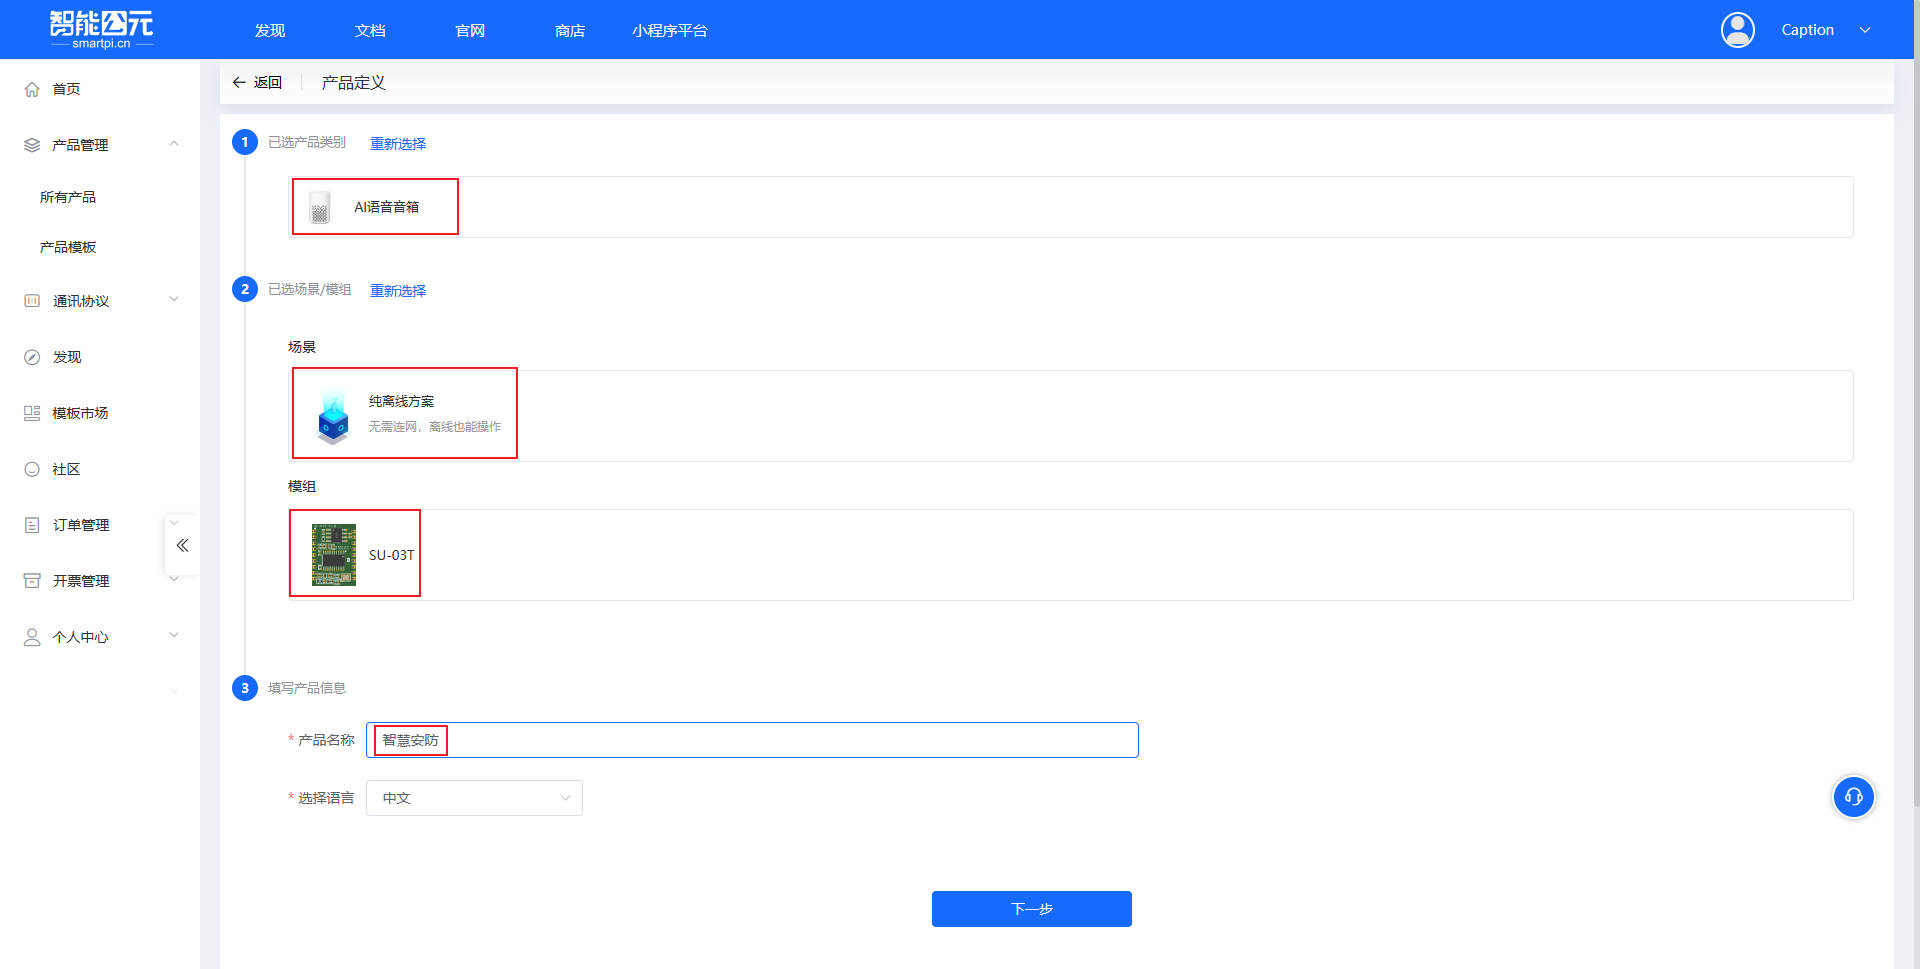 智能公元
smartpi.cn
发现
文档
官网
商店
小程序平台
Caption
首页
产品管理
所有产品
产品模板
通讯协议
发现
模板市场
社区
订单管理
开票管理
个人中心
返回
产品定义
1
已选产品类别
重新选择
AI语音音箱
2
已选场景/模组
重新选择
场景
纯离线方案
无需连网，离线也能操作
模组
SU-03T
3
填写产品信息
* 产品名称
智慧安防
* 选择语言
中文
下一步